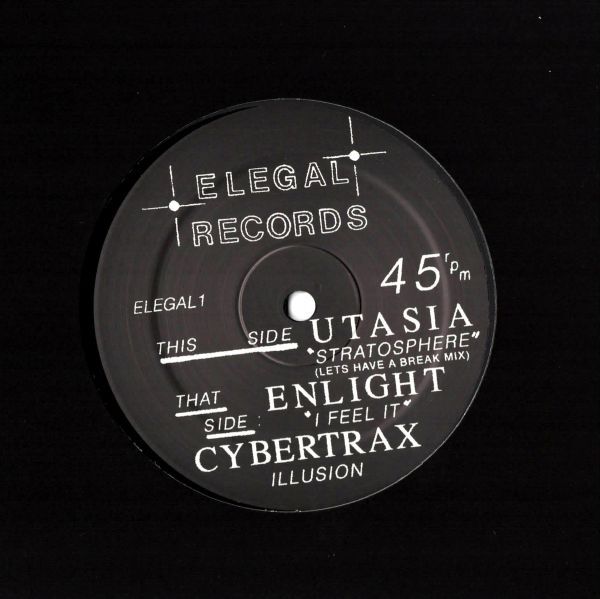 ELEGAL
RECORDS
45 rpm
ELEGAL1
THIS SIDE UTASIA
"STRATOSPHERE"
(LETS HAVE A BREAK MIX)
THAT SIDE : ENLIGHT
"I FEEL IT"
CYBERTRAX
ILLUSION